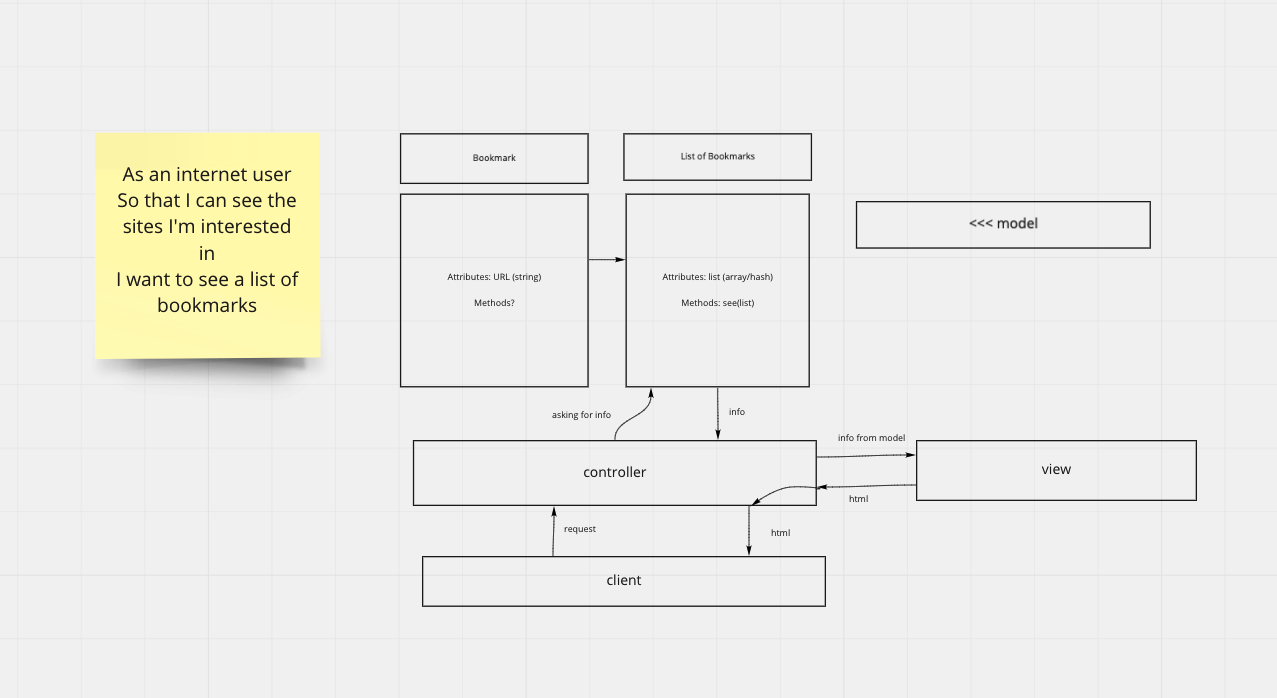 As an internet user
So that I can see the
sites I'm interested
in
I want to see a list of
bookmarks
Bookmark
List of Bookmarks
Attributes: URL (string)
Methods?
Attributes: list (array/hash)
Methods: see(list)
<<< model
asking for info
info
controller
info from model
html
view
request
html
client